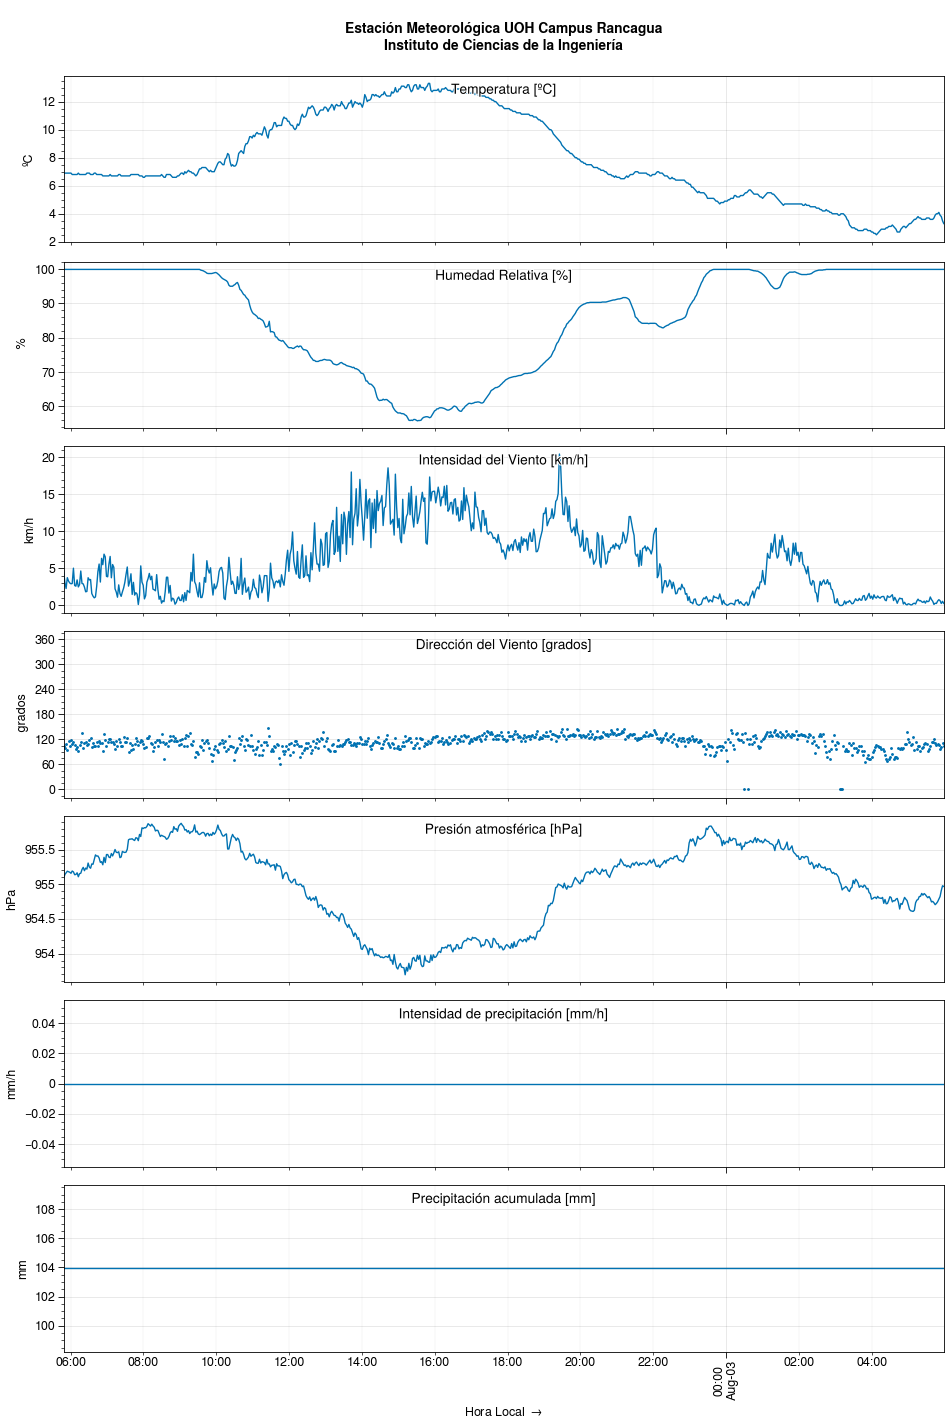 Estación Meteorológica UOH Campus Rancagua
Instituto de Ciencias de la Ingeniería
Temperatura [ºC]
ºC
12
10
8
6
4
2
Humedad Relativa [%]
%
100
90
80
70
60
Intensidad del Viento [km/h]
km/h
20
15
10
5
0
Dirección del Viento [grados]
grados
360
300
240
180
120
60
0
Presión atmosférica [hPa]
hPa
955.5
955
954.5
954
Intensidad de precipitación [mm/h]
mm/h
0.04
0.02
0
−0.02
−0.04
Precipitación acumulada [mm]
mm
108
106
104
102
100
06:00 08:00 10:00 12:00 14:00 16:00 18:00 20:00 22:00 00:00 02:00 04:00
Aug-03
Hora Local →